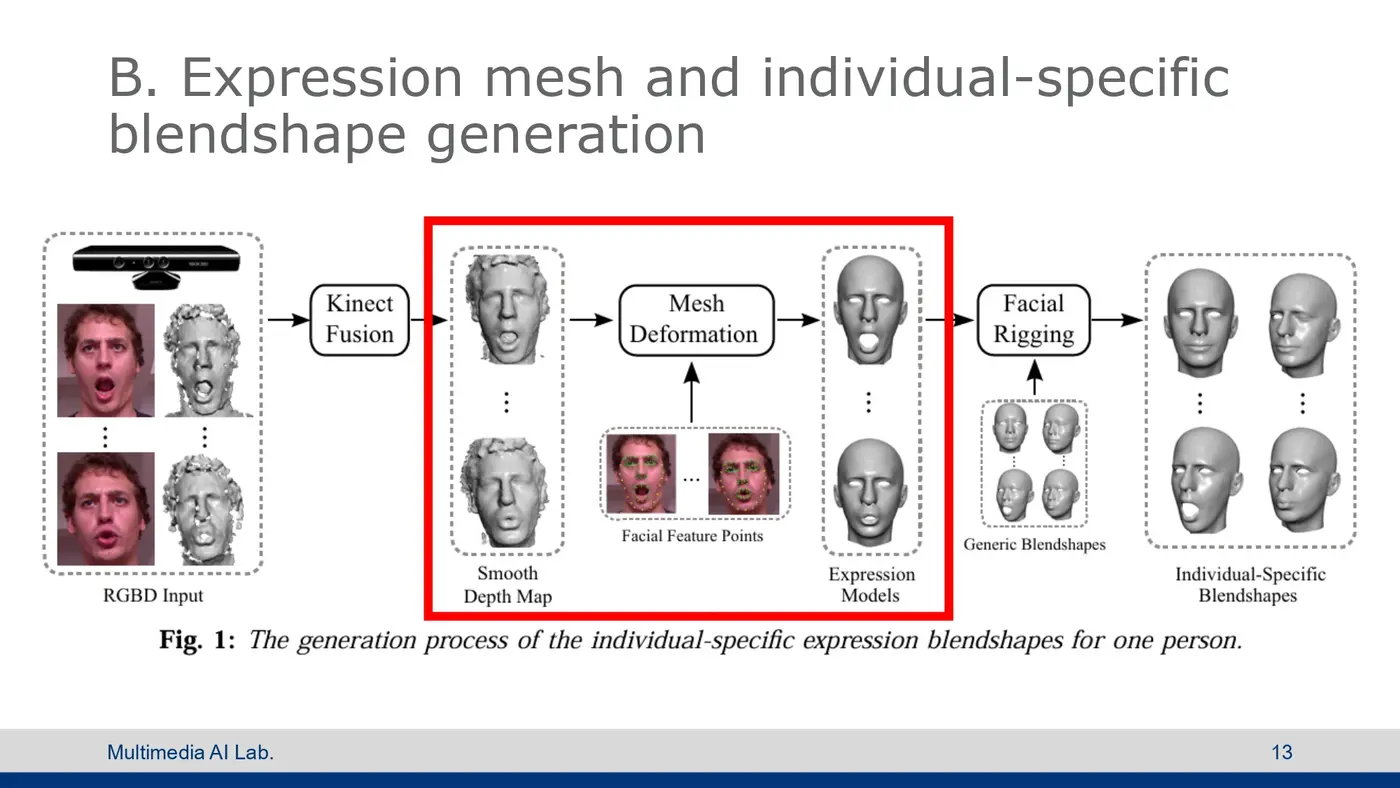 B. Expression mesh and individual-specific
blendshape generation
Kinect
Fusion
Mesh
Deformation
Facial
Rigging
Facial Feature Points
Generic Blendshapes
RGBD Input
Smooth
Depth Map
Expression
Models
Individual-Specific
Blendshapes
Fig. 1: The generation process of the individual-specific expression blendshapes for one person.
Multimedia AI Lab.
13